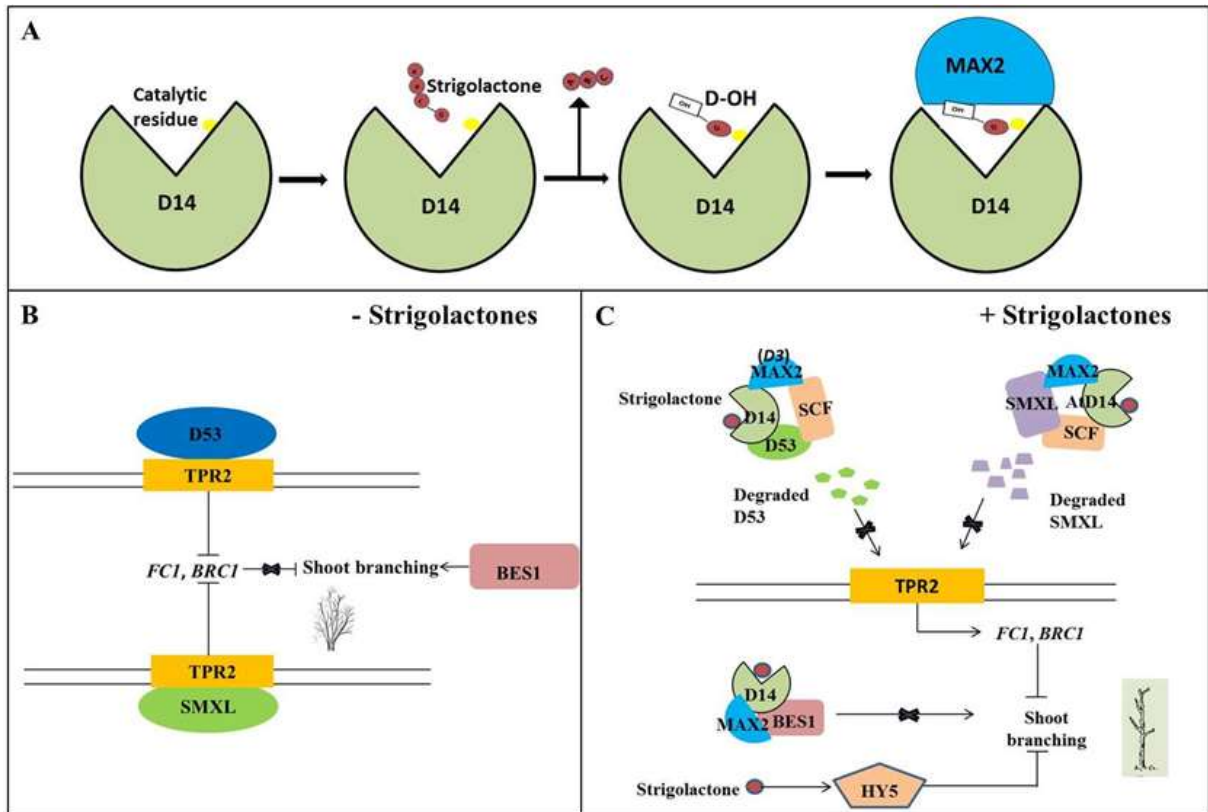 A
Catalytic
residue
D14
Strigolactone
D14
D-OH
OH
D14
MAX2
OH
D14
B
- Strigolactones
D53
TPR2
FC1, BRC1
Shoot branching
BES1
TPR2
SMXL
C
+ Strigolactones
(D3)
MAX2
Strigolactone
D14
SCF
D53
Degraded
D53
MAX2
SMXL
AtD14
SCF
Degraded
SMXL
TPR2
FC1, BRC1
D14
MAX2
BES1
Shoot
branching
Strigolactone
HY5